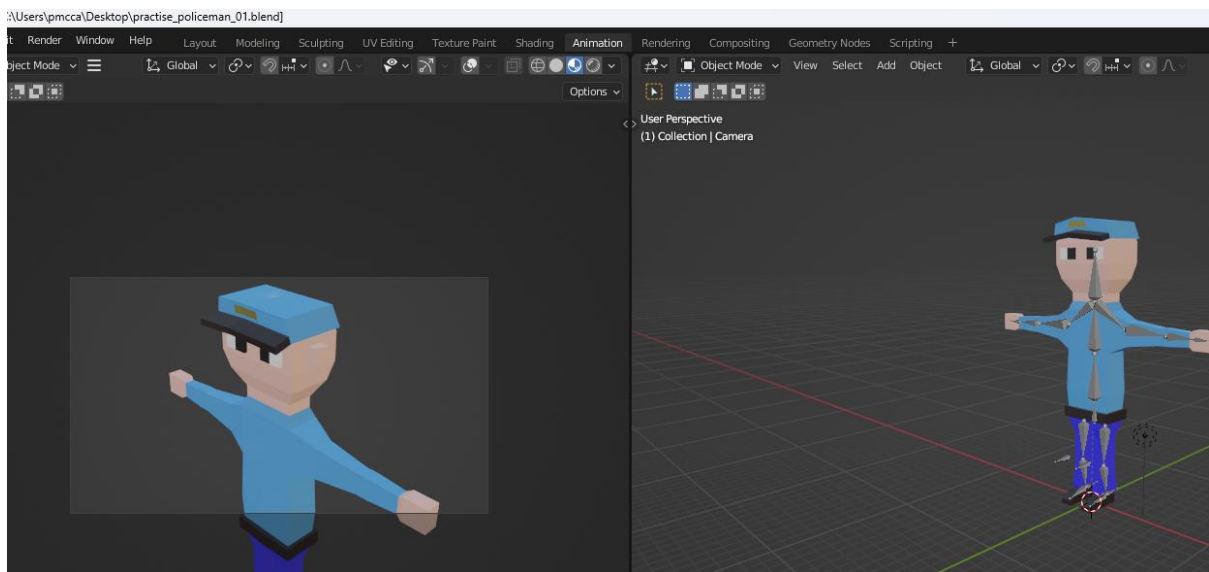 :\Users\pmcca\Desktop\practise_policeman_01.blend]
it Render Window Help Layout Modeling Sculpting UV Editing Texture Paint Shading Animation Rendering Compositing Geometry Nodes Scripting +
bject Mode Global Object Mode View Select Add Object Global
Options
User Perspective
(1) Collection | Camera